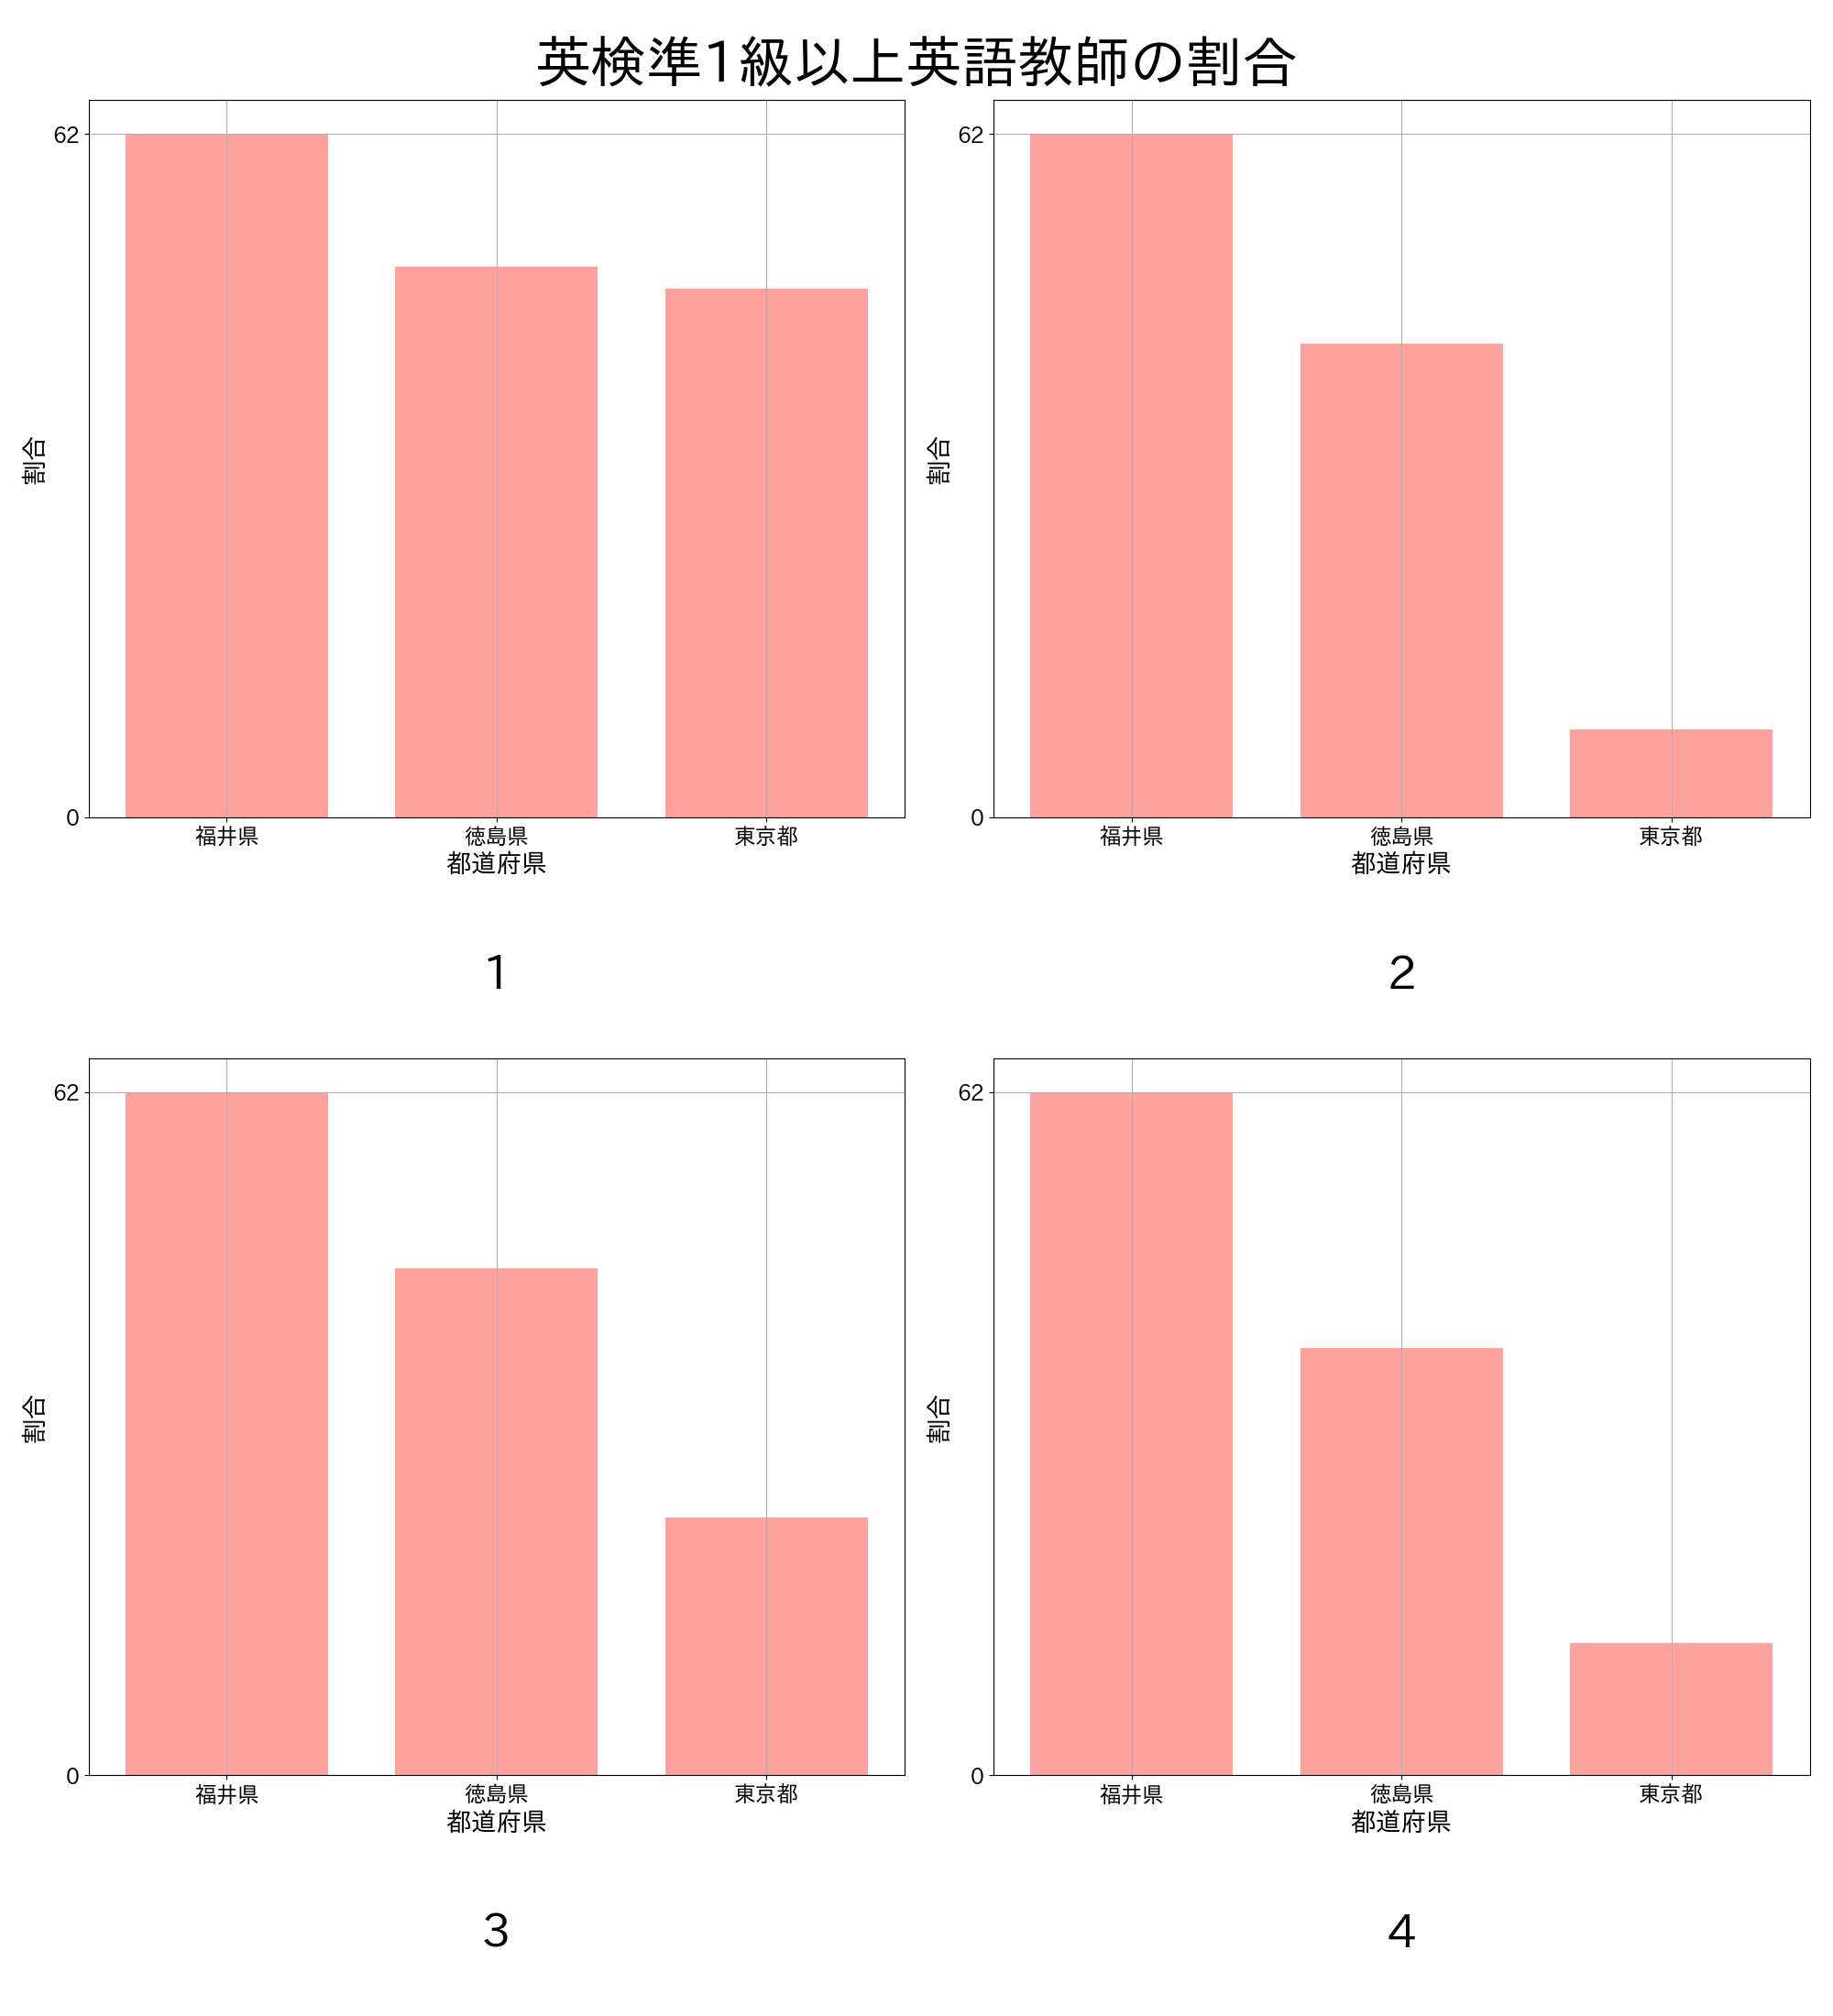 英検準1級以上英語教師の割合
62
0
割合
福井県 徳島県 東京都
都道府県
1
62
0
割合
福井県 徳島県 東京都
都道府県
2
62
0
割合
福井県 徳島県 東京都
都道府県
3
62
0
割合
福井県 徳島県 東京都
都道府県
4